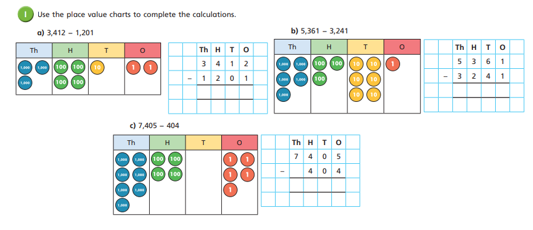 ! Use the place value charts to complete the calculations.
a) 3,412 − 1,201
Th H T O
1,000 1,000 100 100 10 1 1
1,000 100 100
Th H T O
3 4 1 2
− 1 2 0 1
b) 5,361 − 3,241
Th H T O
1,000 1,000 100 100 10 10 1
1,000 1,000 100 10 10
1,000 10 10
Th H T O
5 3 6 1
− 3 2 4 1
c) 7,405 − 404
Th H T O
1,000 1,000 100 100 1 1
1,000 1,000 100 100 1 1
1,000 1,000 1
1,000
Th H T O
7 4 0 5
− 4 0 4